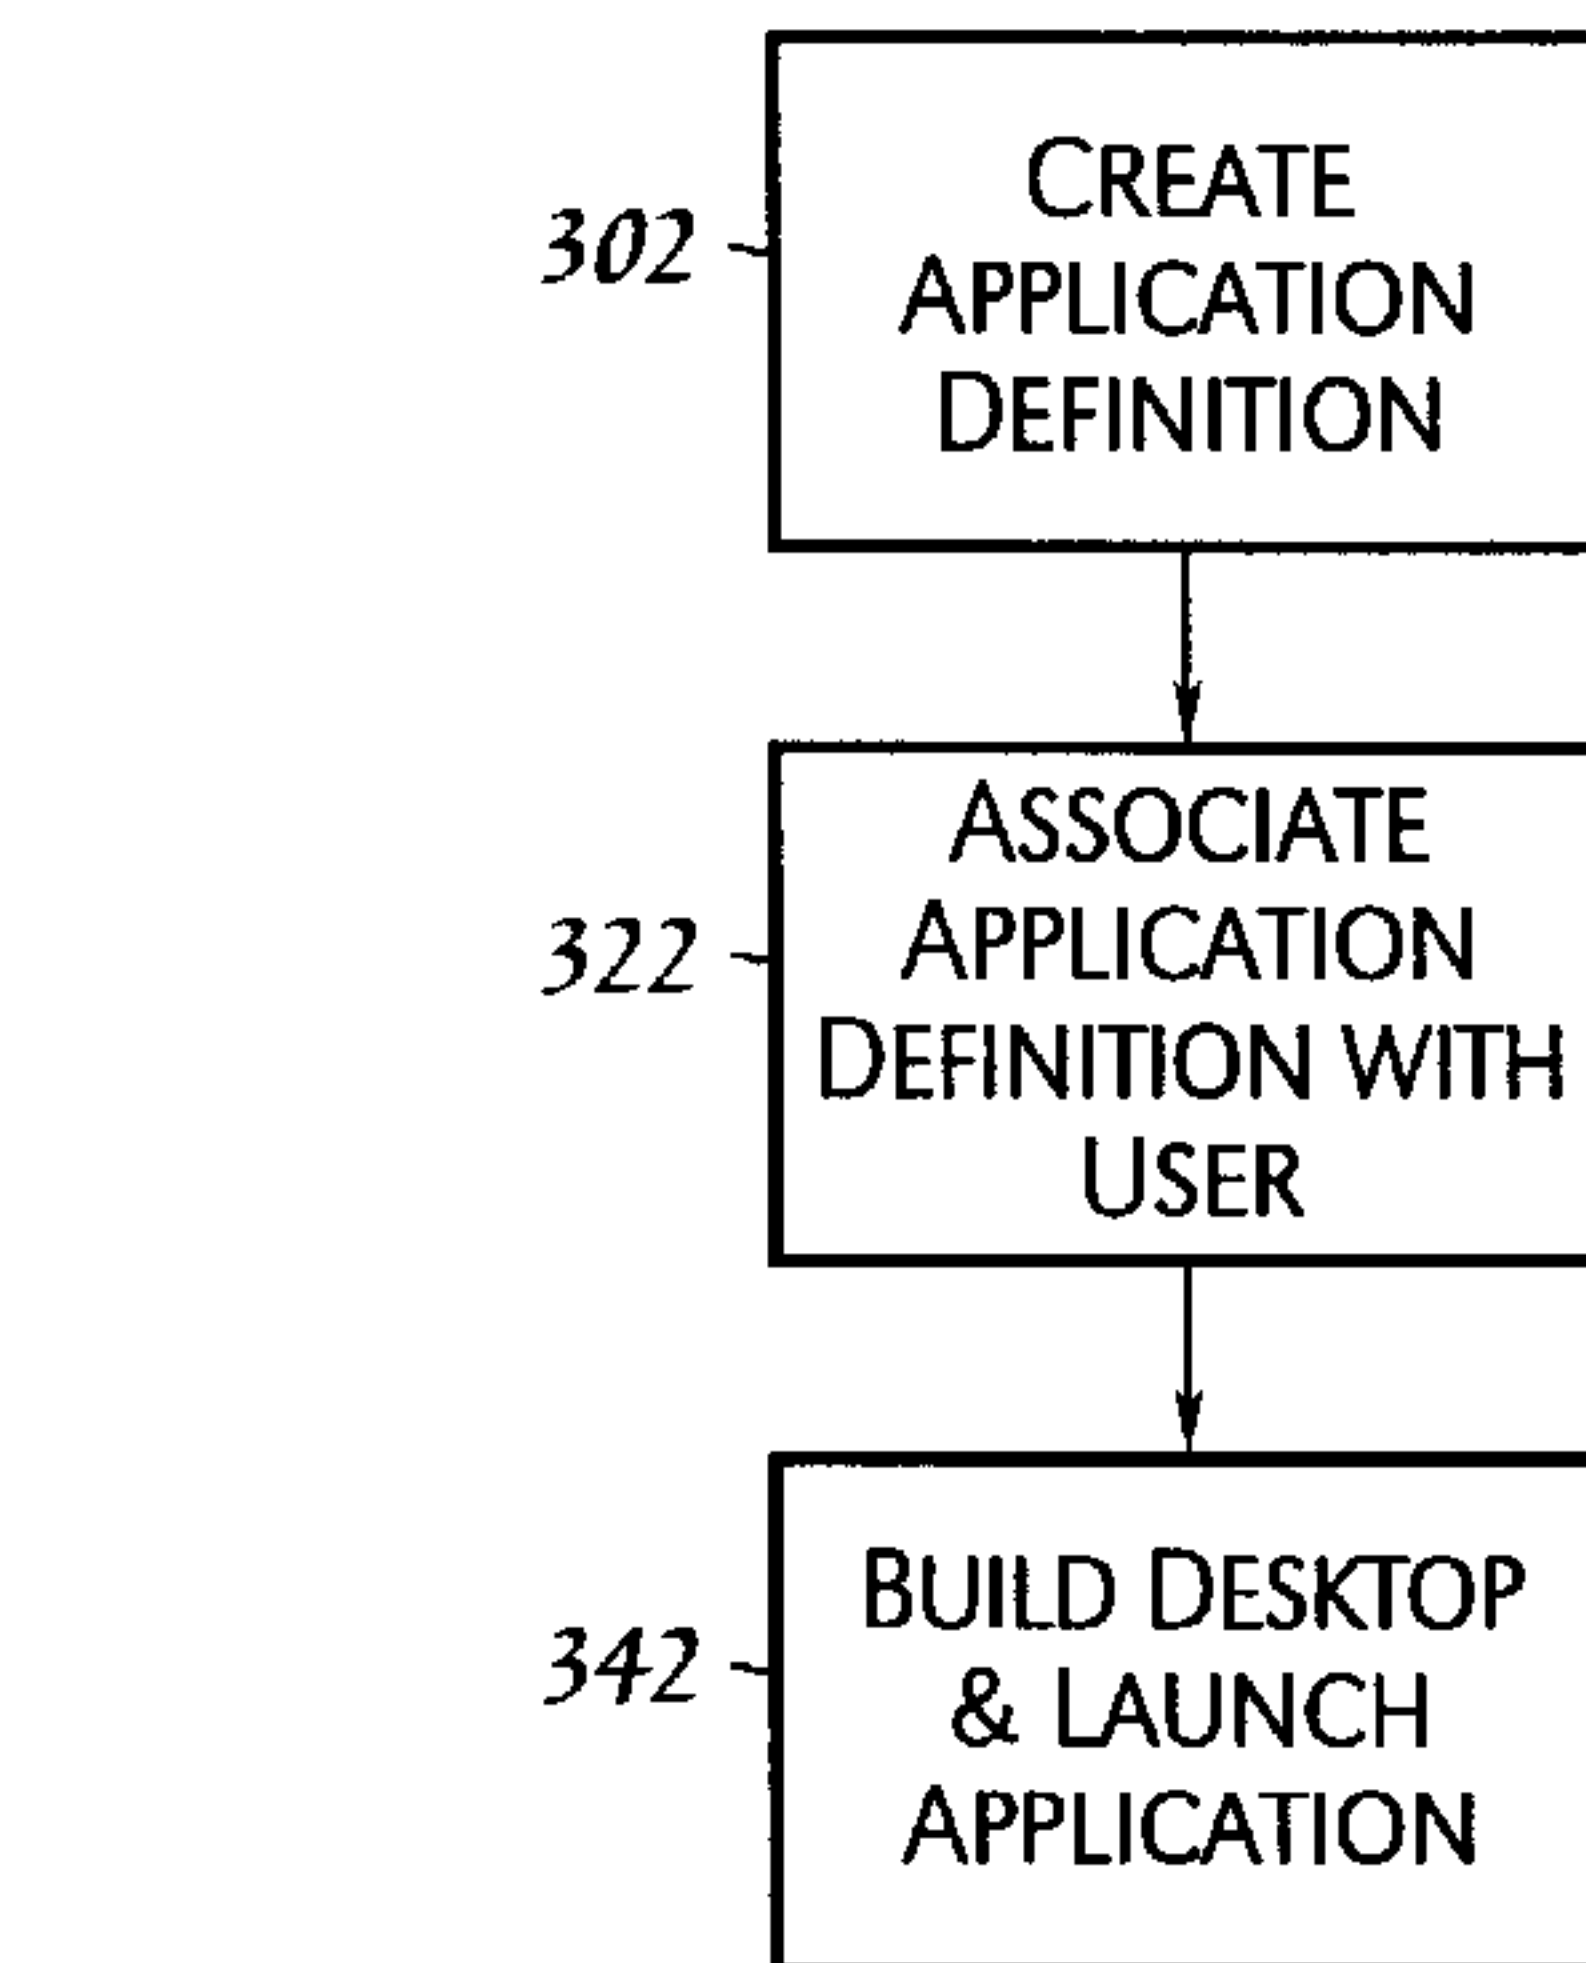 302
CREATE
APPLICATION
DEFINITION
322
ASSOCIATE
APPLICATION
DEFINITION WITH
USER
342
BUILD DESKTOP
& LAUNCH
APPLICATION